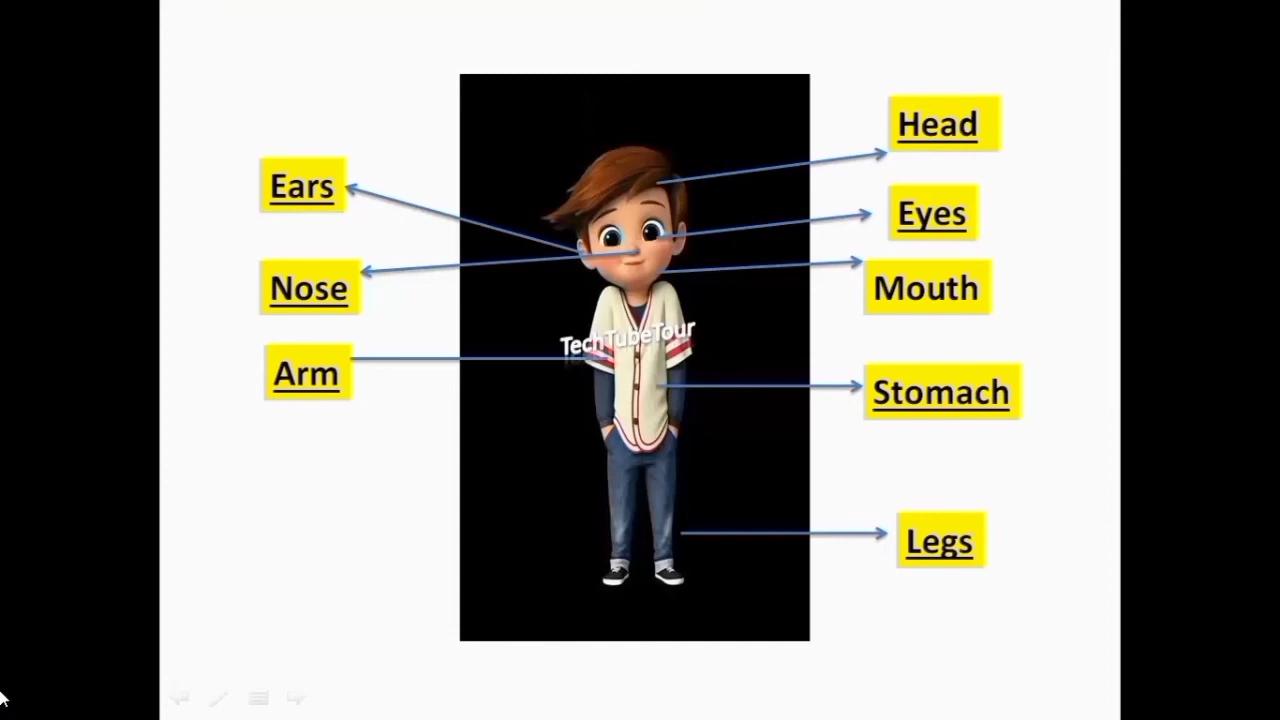 Head
Ears
Eyes
Nose
Mouth
TechTubeTour
Arm
Stomach
Legs